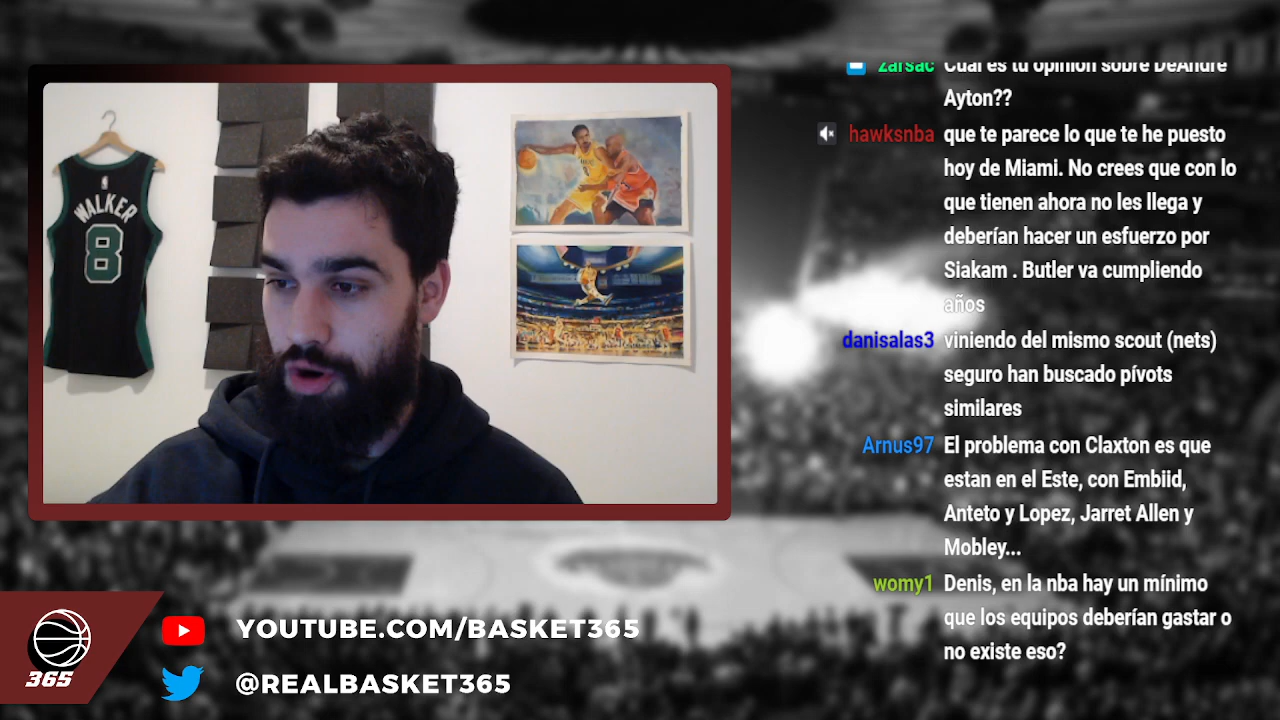 WALKER
8
zarsac Cuál es tu opinión sobre DeAndre
Ayton??
hawksnba que te parece lo que te he puesto
hoy de Miami. No crees que con lo
que tienen ahora no les llega y
deberían hacer un esfuerzo por
Siakam . Butler va cumpliendo
años
danisalas3 viniendo del mismo scout (nets)
seguro han buscado pívots
similares
Arnus97 El problema con Claxton es que
estan en el Este, con Embiid,
Anteto y Lopez, Jarret Allen y
Mobley...
womy1 Denis, en la nba hay un mínimo
que los equipos deberían gastar o
no existe eso?
365
YOUTUBE.COM/BASKET365
@REALBASKET365